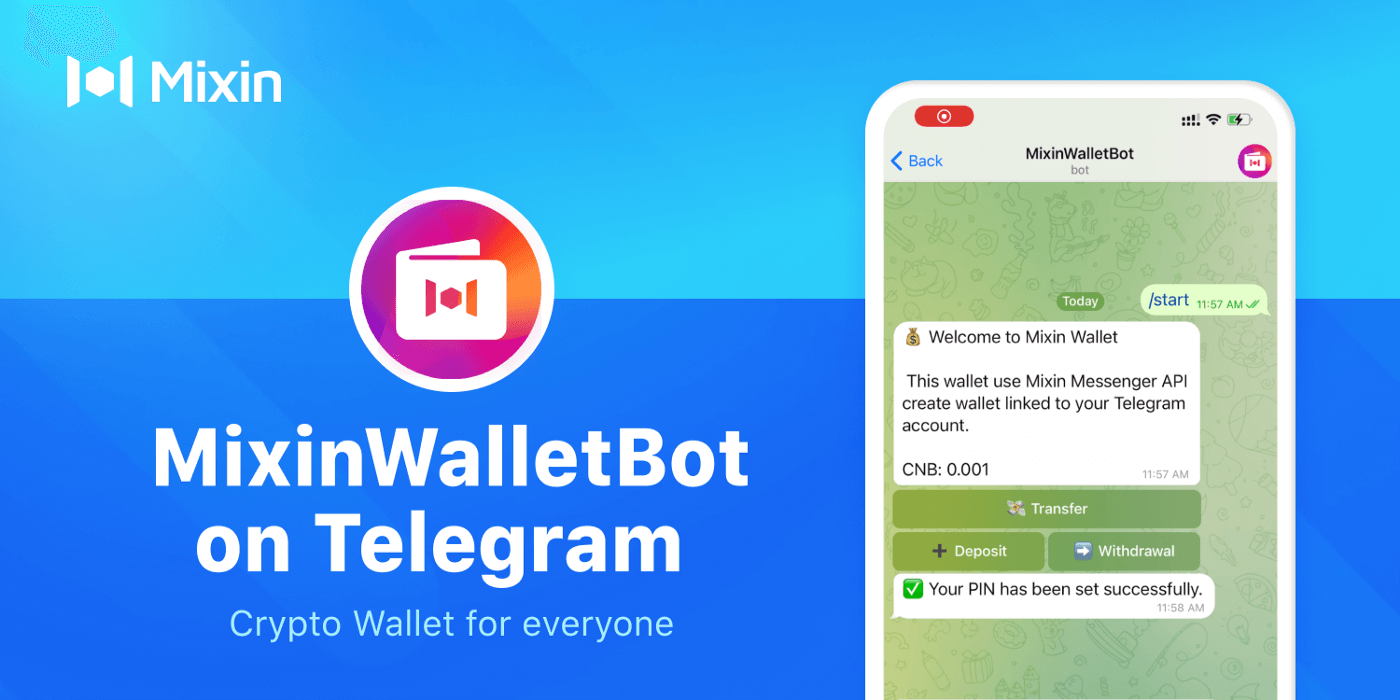 Mixin
MixinWalletBot
on Telegram
Crypto Wallet for everyone
Back
MixinWalletBot
bot
Today
/start 11:57 AM
💰 Welcome to Mixin Wallet
This wallet use Mixin Messenger API
create wallet linked to your Telegram
account.
CNB: 0.001
11:57 AM
💸 Transfer
➕ Deposit
➡️ Withdrawal
✅ Your PIN has been set successfully.
11:58 AM